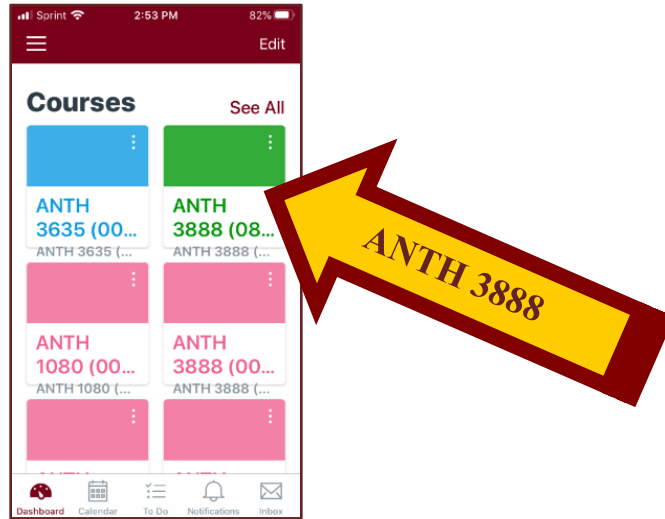 Sprint 2:53 PM 82%
Edit
Courses See All
ANTH
3635 (00...
ANTH 3635 (...
ANTH
3888 (08...
ANTH 3888 (...
ANTH 3888
ANTH
1080 (00...
ANTH 1080 (...
ANTH
3888 (00...
ANTH 3888 (...
Dashboard Calendar To Do Notifications Inbox